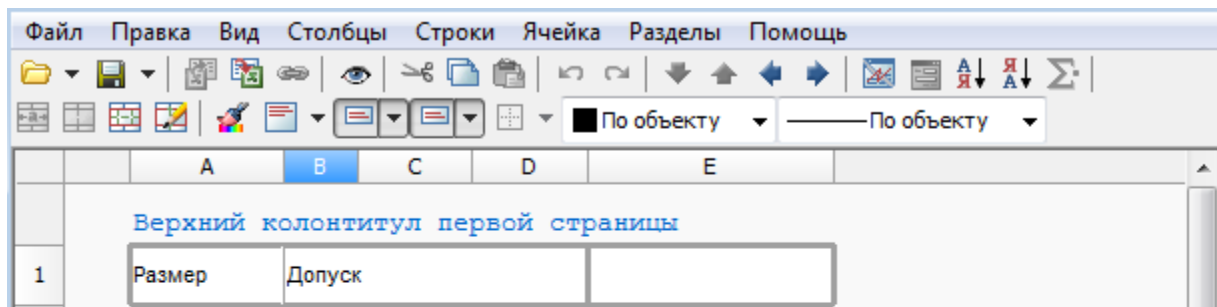 Файл Правка Вид Столбцы Строки Ячейка Разделы Помощь
По объекту По объекту
A B C D E
Верхний колонтитул первой страницы
1 Размер Допуск